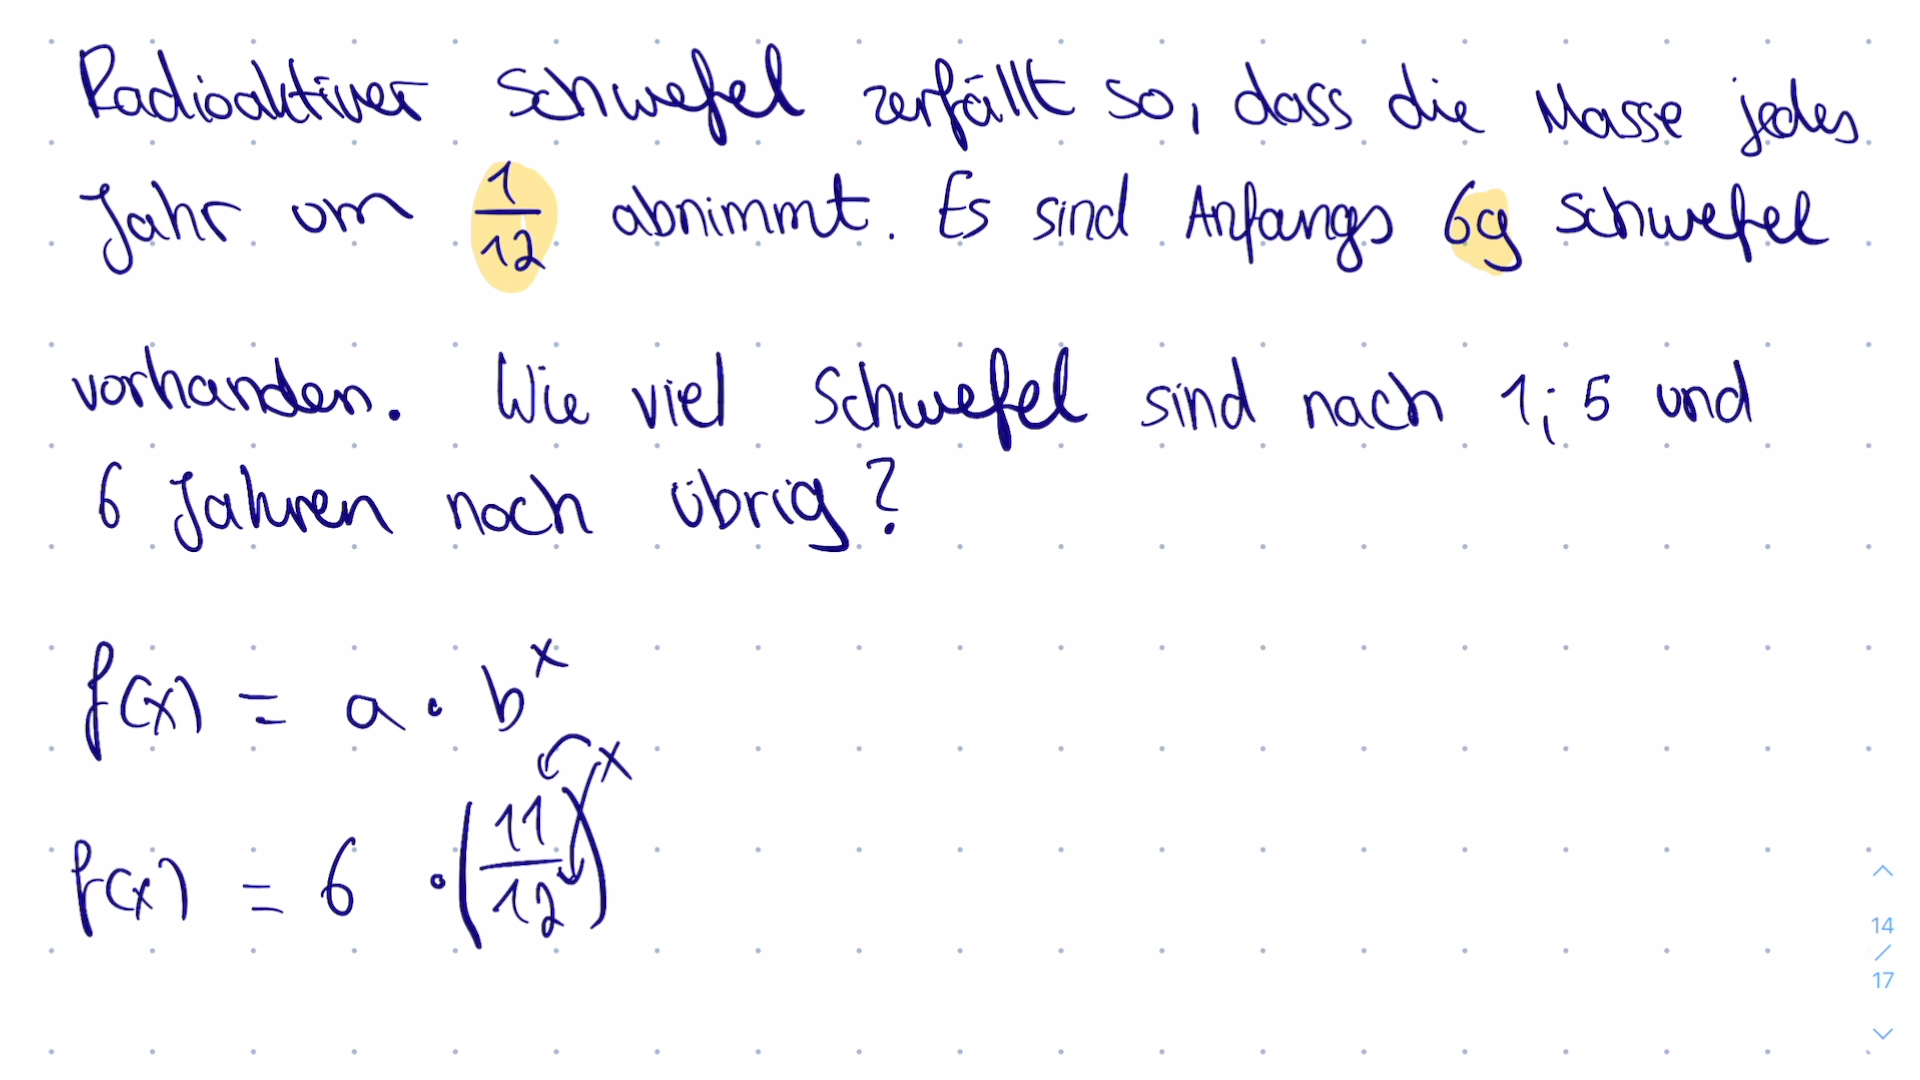 Radioaktiver Schwefel zerfällt so, dass die Masse jedes
Jahr um 1/12 abnimmt. Es sind Anfangs 6g Schwefel
vorhanden. Wie viel Schwefel sind nach 1; 5 und
6 Jahren noch übrig?
f(x) = a · b^x
f(x) = 6 · (11/12)^x
14
/
17